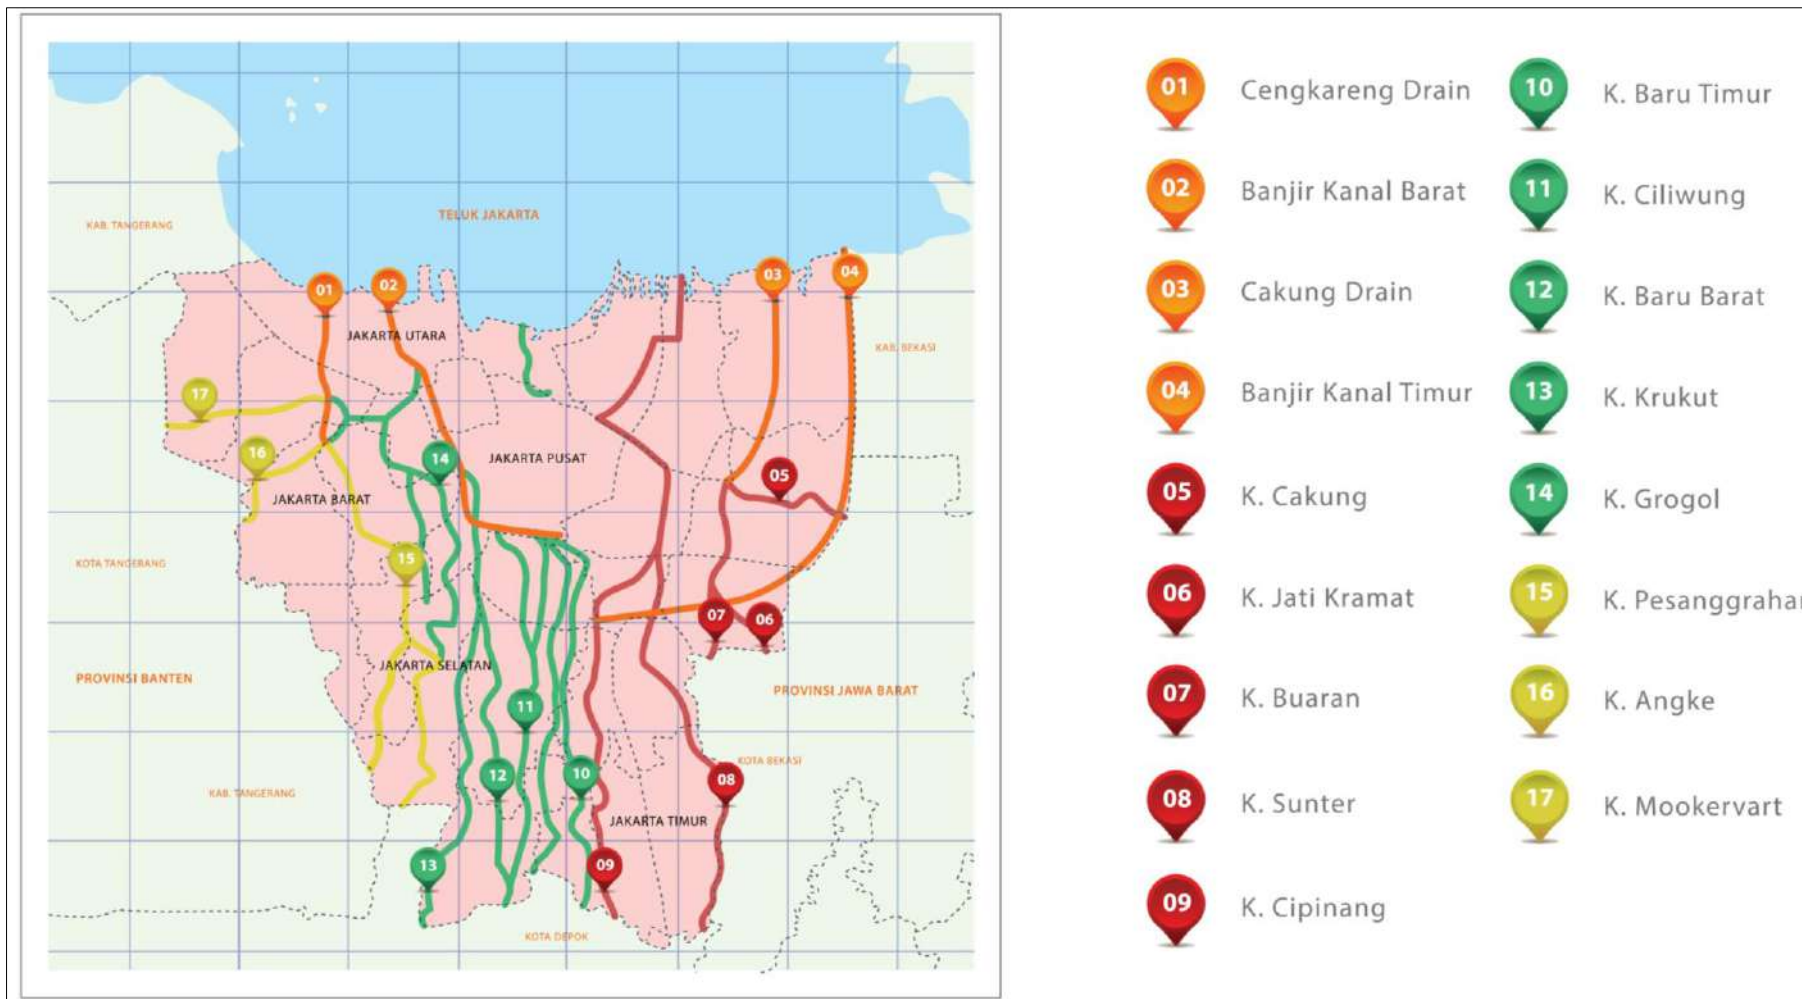 TELUK JAKARTA
KAB. TANGERANG
03
04
01
02
JAKARTA UTARA
KAB. BEKASI
17
16
14
JAKARTA PUSAT
05
JAKARTA BARAT
KOTA TANGERANG
15
07
06
JAKARTA SELATAN
PROVINSI BANTEN
PROVINSI JAWA BARAT
11
KOTA BEKASI
12
10
08
KAB. TANGERANG
JAKARTA TIMUR
13
09
KOTA DEPOK
01 Cengkareng Drain
02 Banjir Kanal Barat
03 Cakung Drain
04 Banjir Kanal Timur
05 K. Cakung
06 K. Jati Kramat
07 K. Buaran
08 K. Sunter
09 K. Cipinang
10 K. Baru Timur
11 K. Ciliwung
12 K. Baru Barat
13 K. Krukut
14 K. Grogol
15 K. Pesanggrahan
16 K. Angke
17 K. Mookervart